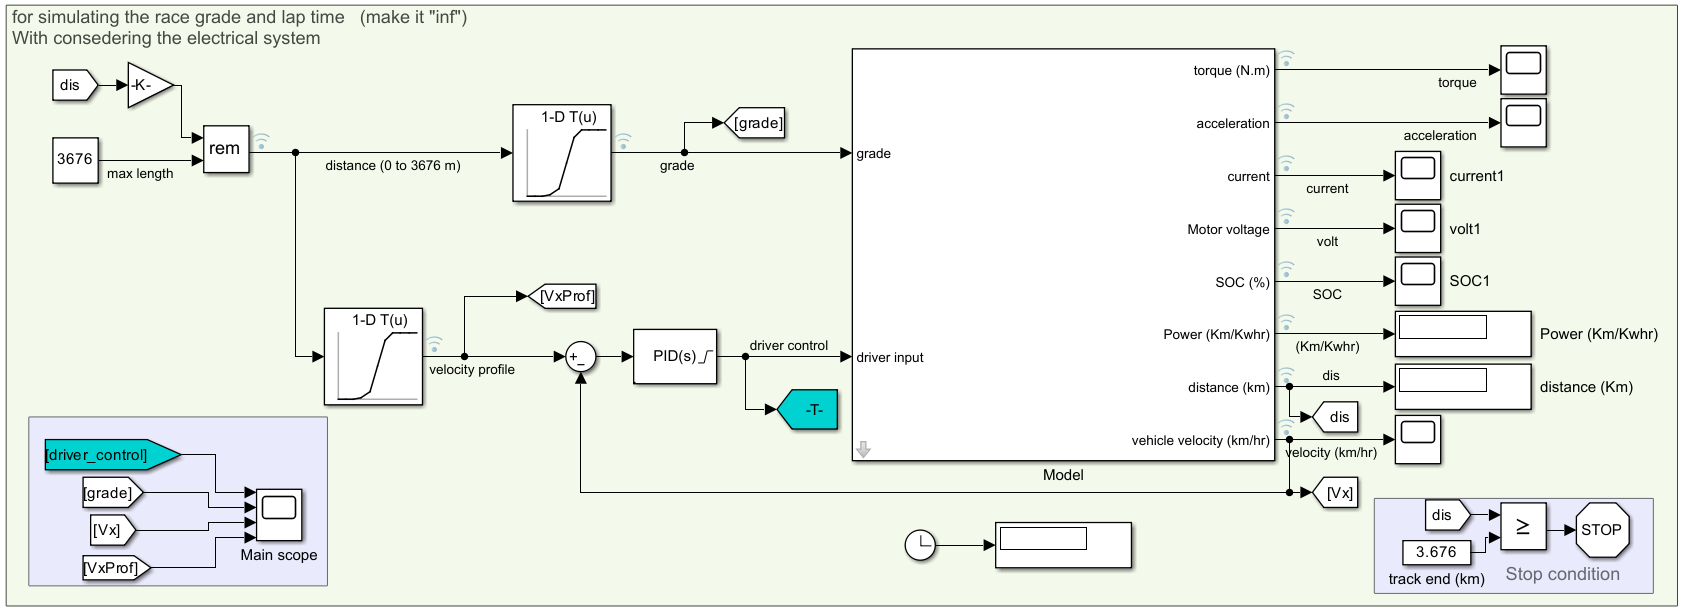 for simulating the race grade and lap time (make it "inf")
With consedering the electrical system
dis
-K-
3676
max length
rem
distance (0 to 3676 m)
1-D T(u)
grade
[grade]
1-D T(u)
velocity profile
[VxProf]
+
−
PID(s)
driver control
-T-
grade
driver input
torque (N.m)
acceleration
current
Motor voltage
SOC (%)
Power (Km/Kwhr)
distance (km)
vehicle velocity (km/hr)
Model
torque
acceleration
current
current1
volt
volt1
SOC
SOC1
(Km/Kwhr)
Power (Km/Kwhr)
dis
distance (Km)
dis
velocity (km/hr)
[Vx]
[driver_control]
[grade]
[Vx]
[VxProf]
Main scope
dis
3.676
track end (km)
≥
STOP
Stop condition